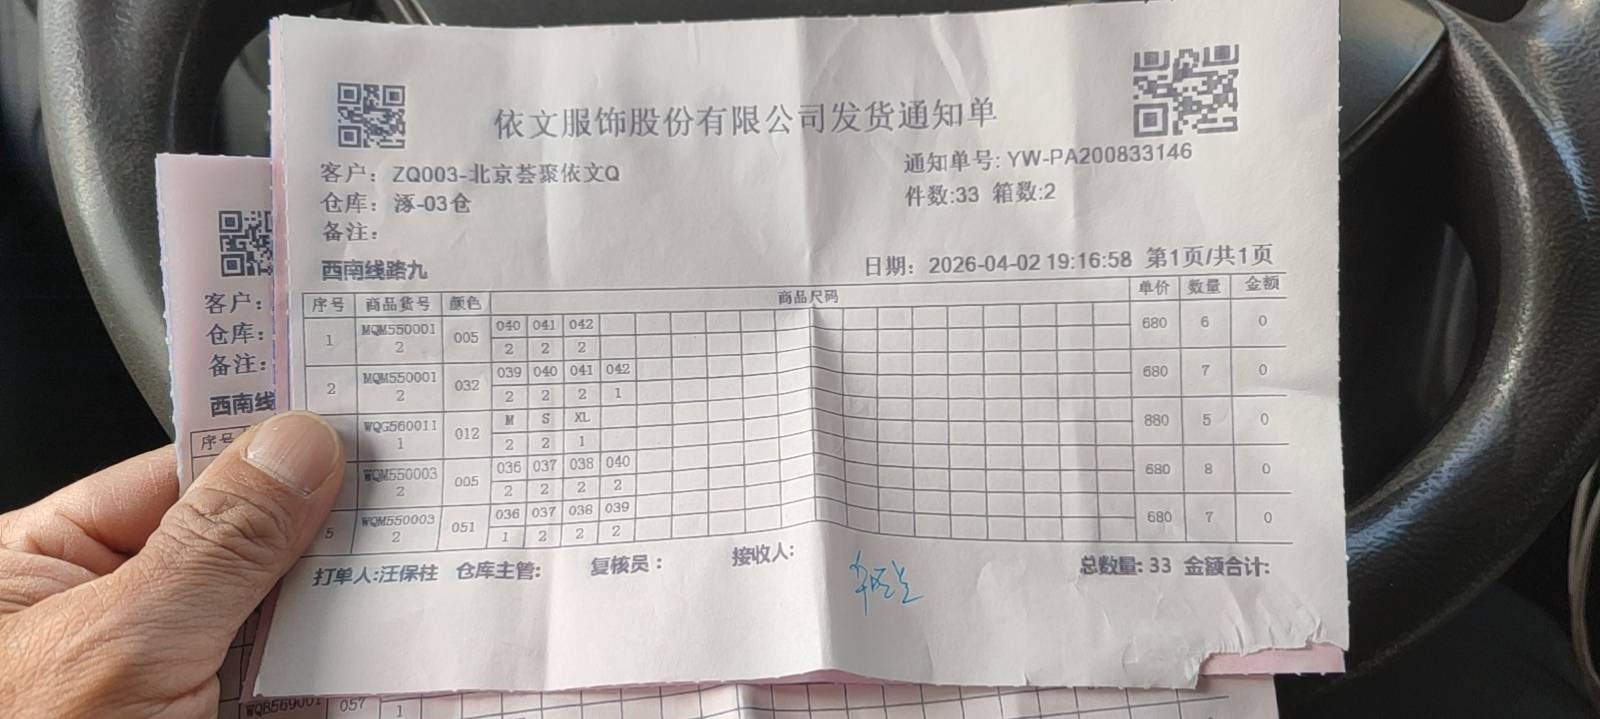 依文服饰股份有限公司发货通知单
客户：ZQ003-北京荟聚依文Q
通知单号: YW-PA200833146
仓库：涿-03仓
件数:33 箱数:2
备注：
西南线路九
日期：2026-04-02 19:16:58 第1页/共1页
序号 商品货号 颜色 商品尺码 单价 数量 金额
1 MQM5500012 005 040 041 042 680 6 0
2 2 2
2 MQM5500012 032 039 040 041 042 680 7 0
2 2 2 1
WQG5600111 012 M S XL 880 5 0
2 2 1
WQM5500032 005 036 037 038 040 680 8 0
2 2 2 2
5 WQM5500032 051 036 037 038 039 680 7 0
1 2 2 2
打单人:汪保柱 仓库主管: 复核员： 接收人: 总数量: 33 金额合计:
客户：
仓库：
备注：
西南线
序号
WQB569001 057
1